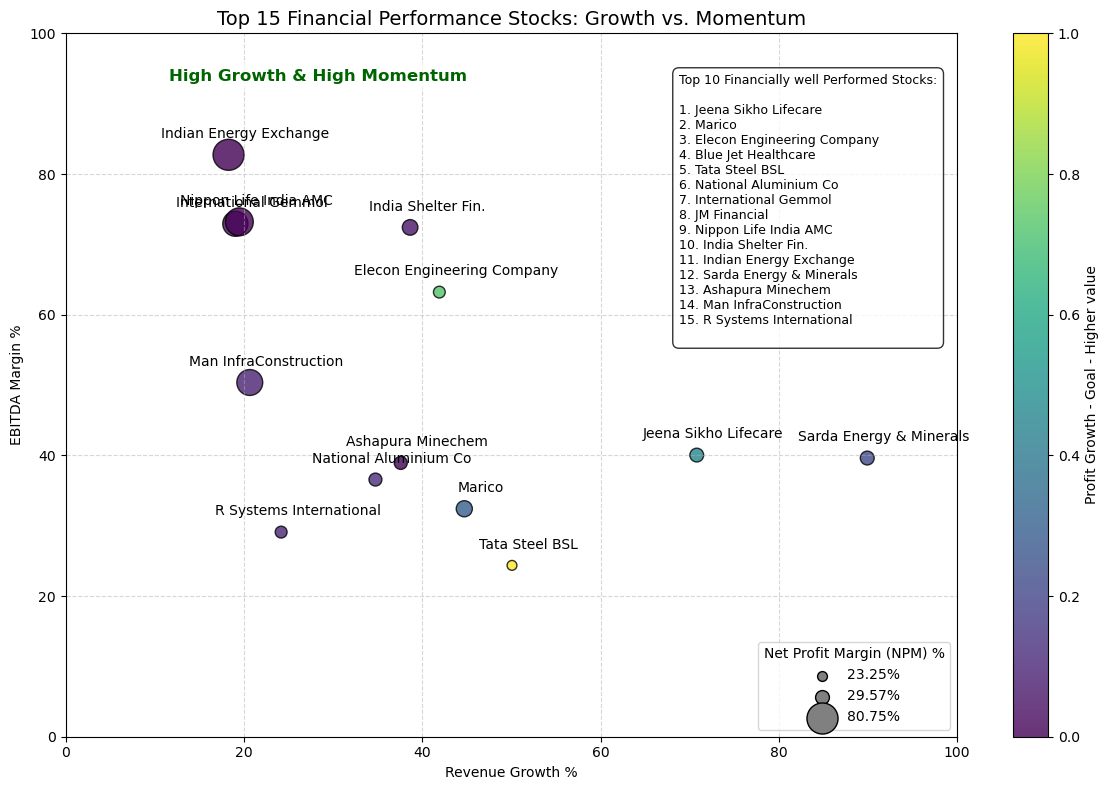 Top 15 Financial Performance Stocks: Growth vs. Momentum
High Growth & High Momentum
Top 10 Financially well Performed Stocks:
1. Jeena Sikho Lifecare
2. Marico
3. Elecon Engineering Company
4. Blue Jet Healthcare
5. Tata Steel BSL
6. National Aluminium Co
7. International Gemmol
8. JM Financial
9. Nippon Life India AMC
10. India Shelter Fin.
11. Indian Energy Exchange
12. Sarda Energy & Minerals
13. Ashapura Minechem
14. Man InfraConstruction
15. R Systems International
Indian Energy Exchange
Nippon Life India AMC
International Gemmol
India Shelter Fin.
Elecon Engineering Company
Man InfraConstruction
Jeena Sikho Lifecare
Sarda Energy & Minerals
Ashapura Minechem
National Aluminium Co
Marico
R Systems International
Tata Steel BSL
Net Profit Margin (NPM) %
23.25%
29.57%
80.75%
100
80
60
40
20
0
EBITDA Margin %
0 20 40 60 80 100
Revenue Growth %
1.0
0.8
0.6
0.4
0.2
0.0
Profit Growth - Goal - Higher value